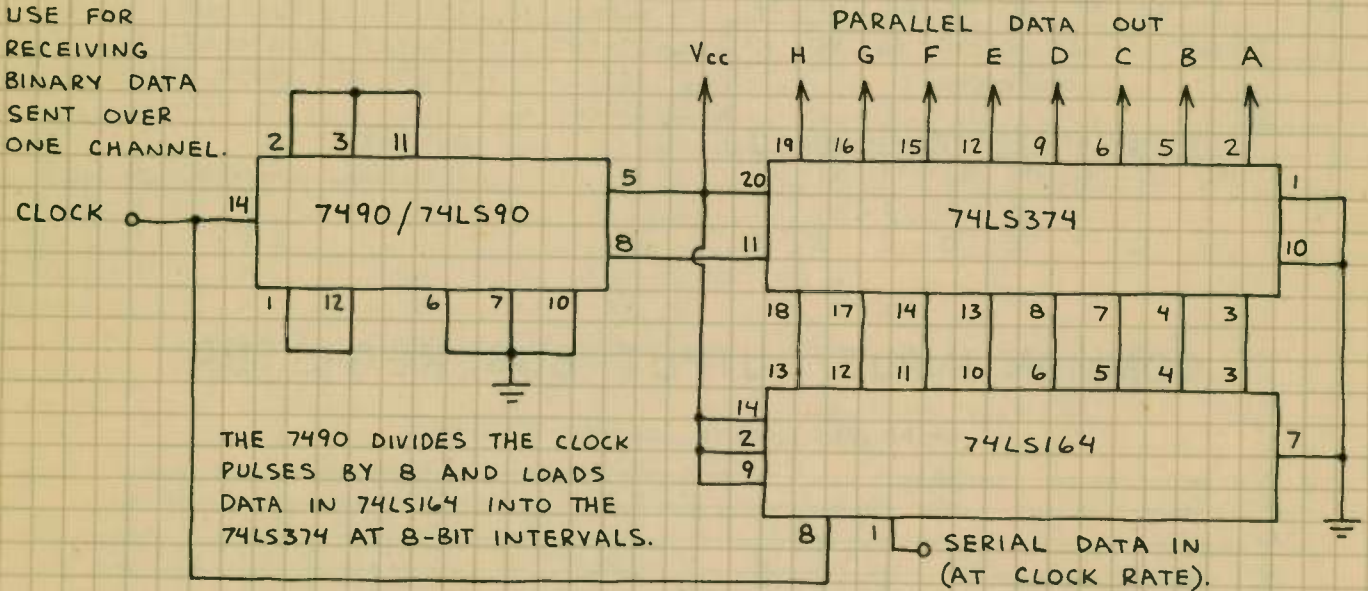 USE FOR
RECEIVING
BINARY DATA
SENT OVER
ONE CHANNEL.
PARALLEL DATA OUT
Vcc H G F E D C B A
2 3 11
19 16 15 12 9 6 5 2
CLOCK 14
7490/74LS90
5
8
20
11
74LS374
1
10
1 12 6 7 10
18 17 14 13 8 7 4 3
13 12 11 10 6 5 4 3
14
2
9
74LS164
7
THE 7490 DIVIDES THE CLOCK
PULSES BY 8 AND LOADS
DATA IN 74LS164 INTO THE
74LS374 AT 8-BIT INTERVALS.
8 1
SERIAL DATA IN
(AT CLOCK RATE).